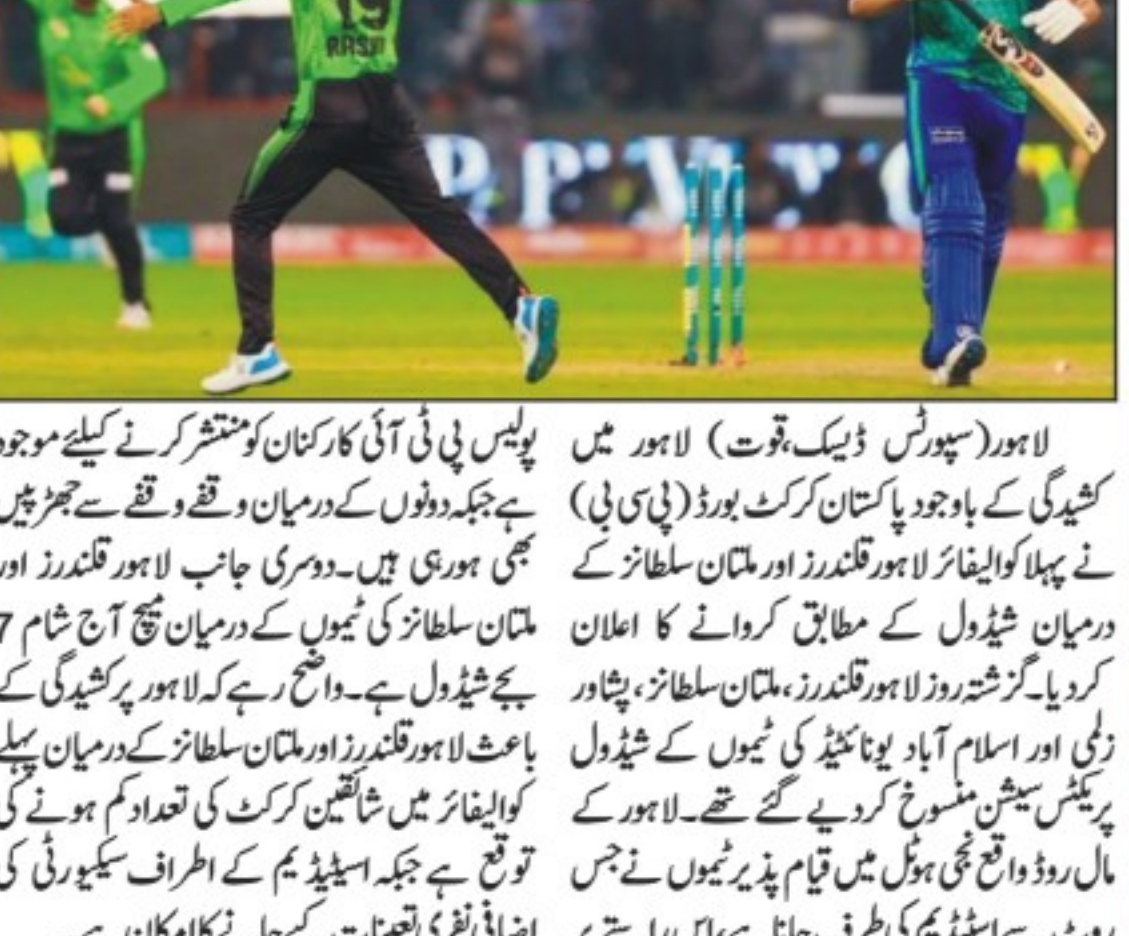 19
RASHI
لاہور(سپورٹس ڈیسک،قوت) لاہور میں
کشیدگی کے باوجود پاکستان کرکٹ بورڈ (پی سی بی)
نے پہلا کوالیفائر لاہور قلندرز اور ملتان سلطانز کے
درمیان شیڈول کے مطابق کروانے کا اعلان
کردیا۔گزشتہ روز لاہور قلندرز،ملتان سلطانز، پشاور
زلمی اور اسلام آباد یونائیٹیڈ کی ٹیموں کے شیڈول
پریکٹس سیشن منسوخ کردیے گئے تھے۔لاہور کے
مال روڈ واقع نجی ہوٹل میں قیام پذیر ٹیموں نے جس
پولیس پی ٹی آئی کارکنان کو منتشر کرنے کیلئے موجود
ہے جبکہ دونوں کے درمیان وقفے وقفے سے جھڑپیں
بھی ہورہی ہیں۔دوسری جانب لاہور قلندرز اور
ملتان سلطانز کی ٹیموں کے درمیان میچ آج شام 7
بجے شیڈول ہے۔واضح رہے کہ لاہور پر کشیدگی کے
باعث لاہور قلندرز اور ملتان سلطانز کے درمیان پہلے
کوالیفائر میں شائقین کرکٹ کی تعداد کم ہونے کی
توقع ہے جبکہ اسیٹیڈیم کے اطراف سیکیورٹی کی